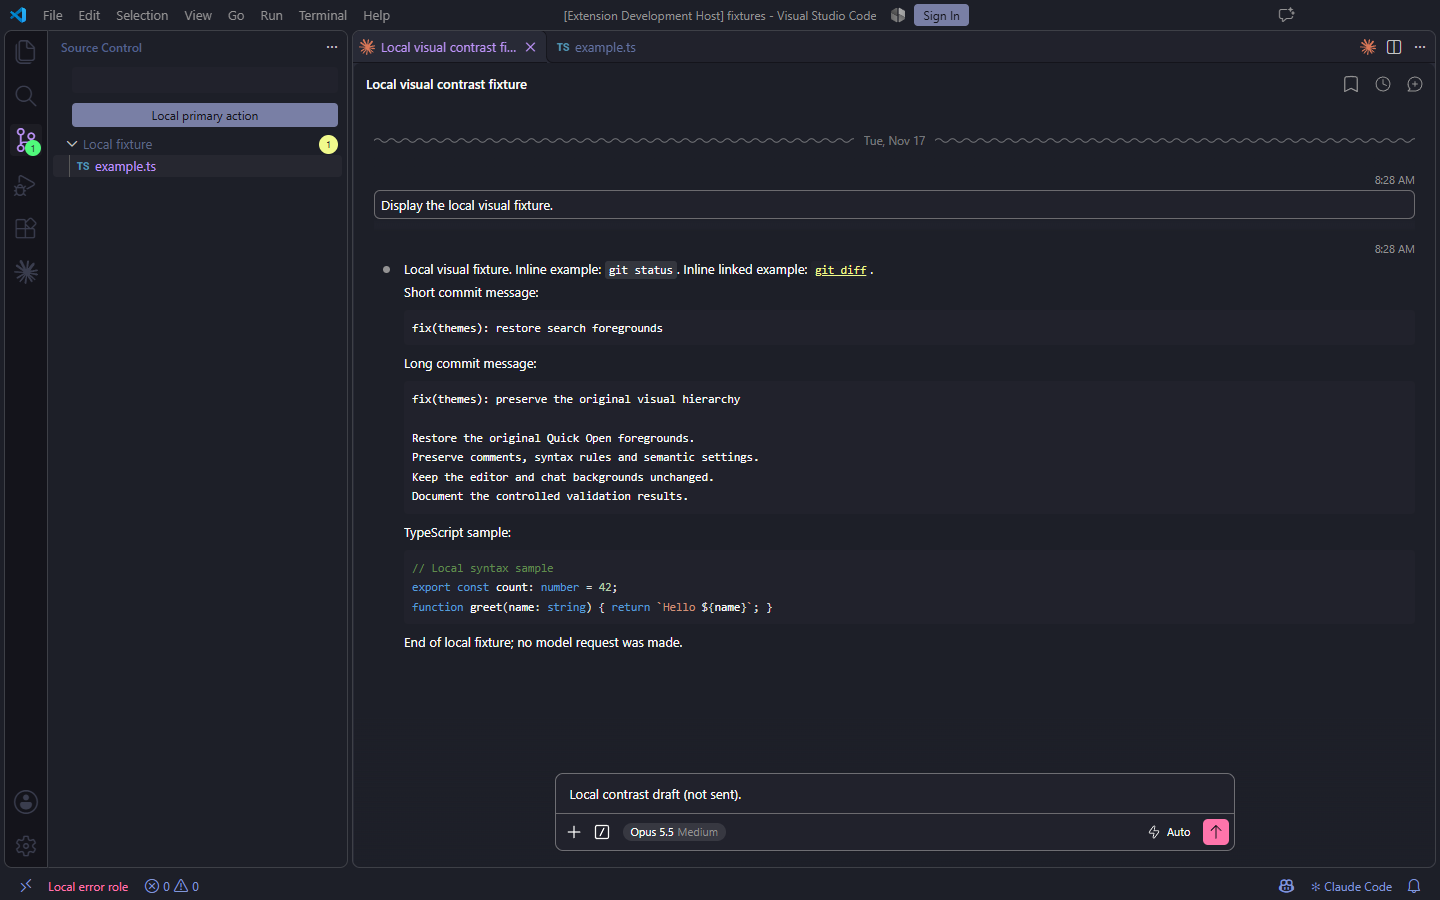 File Edit Selection View Go Run Terminal Help
[Extension Development Host] fixtures - Visual Studio Code
Sign In
Source Control
Local primary action
Local fixture
1
1
TS example.ts
Local visual contrast fi...
TS example.ts
Local visual contrast fixture
Tue, Nov 17
8:28 AM
Display the local visual fixture.
8:28 AM
Local visual fixture. Inline example: git status. Inline linked example: git diff.
Short commit message:
fix(themes): restore search foregrounds
Long commit message:
fix(themes): preserve the original visual hierarchy
Restore the original Quick Open foregrounds.
Preserve comments, syntax rules and semantic settings.
Keep the editor and chat backgrounds unchanged.
Document the controlled validation results.
TypeScript sample:
// Local syntax sample
export const count: number = 42;
function greet(name: string) { return `Hello ${name}`; }
End of local fixture; no model request was made.
Local contrast draft (not sent).
Opus 5.5 Medium
Auto
Local error role
0 0
Claude Code